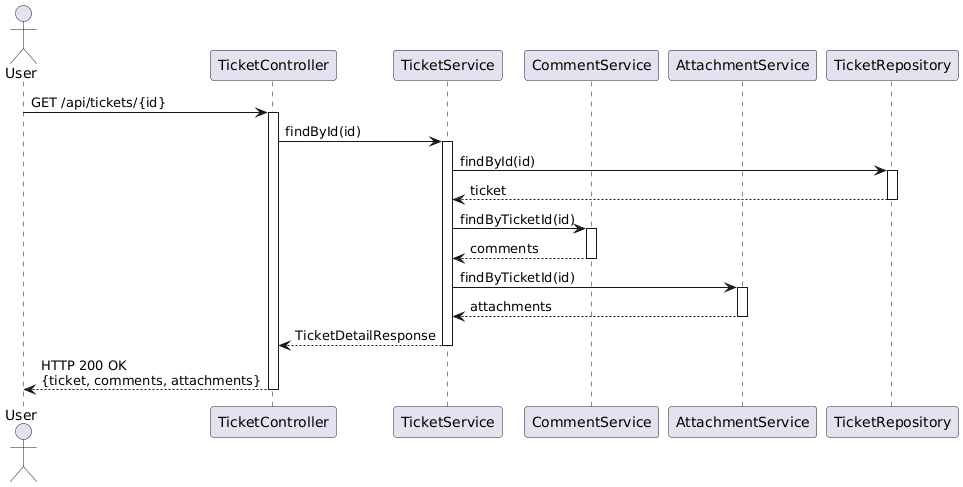 User
TicketController
TicketService
CommentService
AttachmentService
TicketRepository
GET /api/tickets/{id}
findById(id)
findById(id)
ticket
findByTicketId(id)
comments
findByTicketId(id)
attachments
TicketDetailResponse
HTTP 200 OK
{ticket, comments, attachments}
User
TicketController
TicketService
CommentService
AttachmentService
TicketRepository